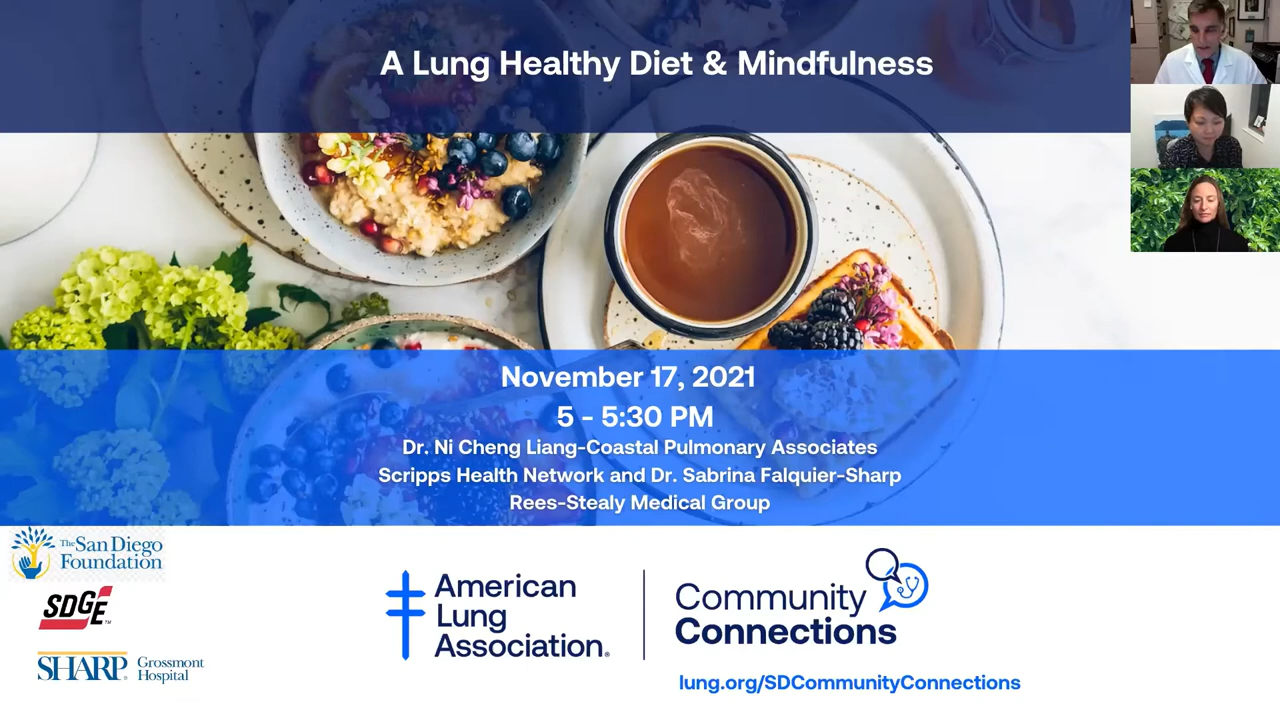 A Lung Healthy Diet & Mindfulness
November 17, 2021
5 - 5:30 PM
Dr. Ni Cheng Liang-Coastal Pulmonary Associates
Scripps Health Network and Dr. Sabrina Falquier-Sharp
Rees-Stealy Medical Group
The San Diego
Foundation
SDGE™
SHARP® Grossmont
Hospital
American
Lung
Association®
Community
Connections
lung.org/SDCommunityConnections